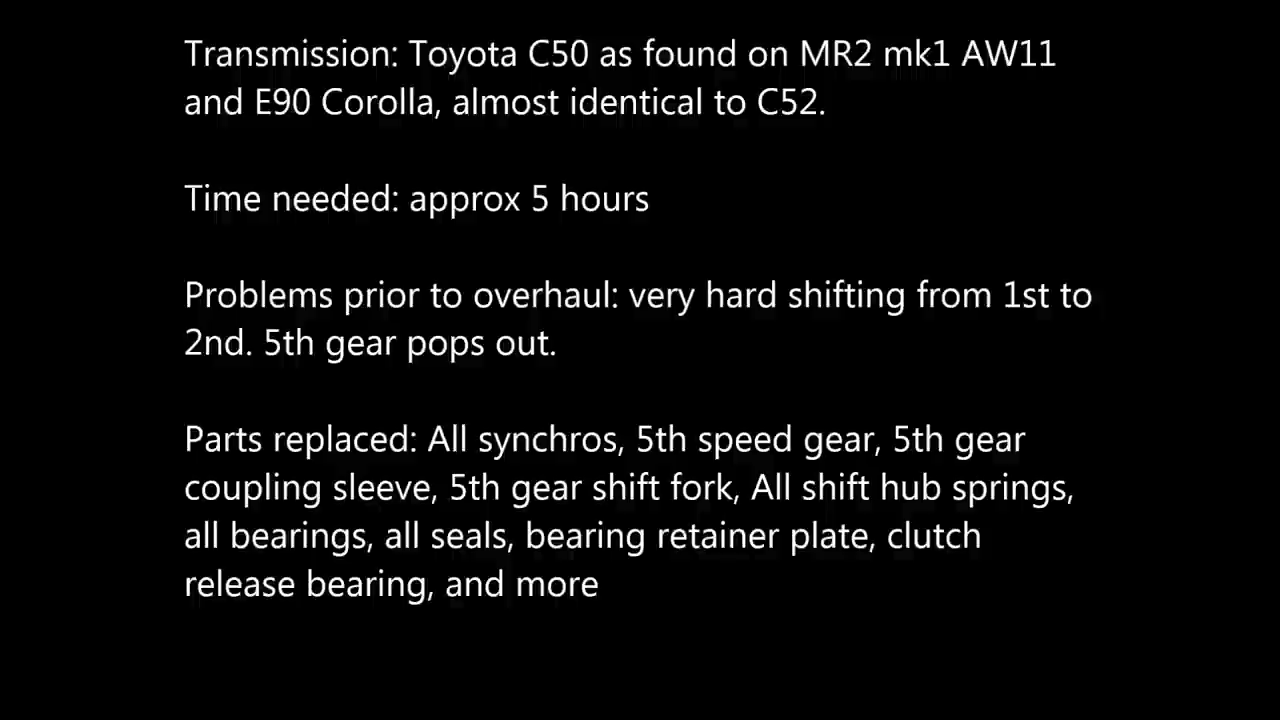 Transmission: Toyota C50 as found on MR2 mk1 AW11
and E90 Corolla, almost identical to C52.
Time needed: approx 5 hours
Problems prior to overhaul: very hard shifting from 1st to
2nd. 5th gear pops out.
Parts replaced: All synchros, 5th speed gear, 5th gear
coupling sleeve, 5th gear shift fork, All shift hub springs,
all bearings, all seals, bearing retainer plate, clutch
release bearing, and more